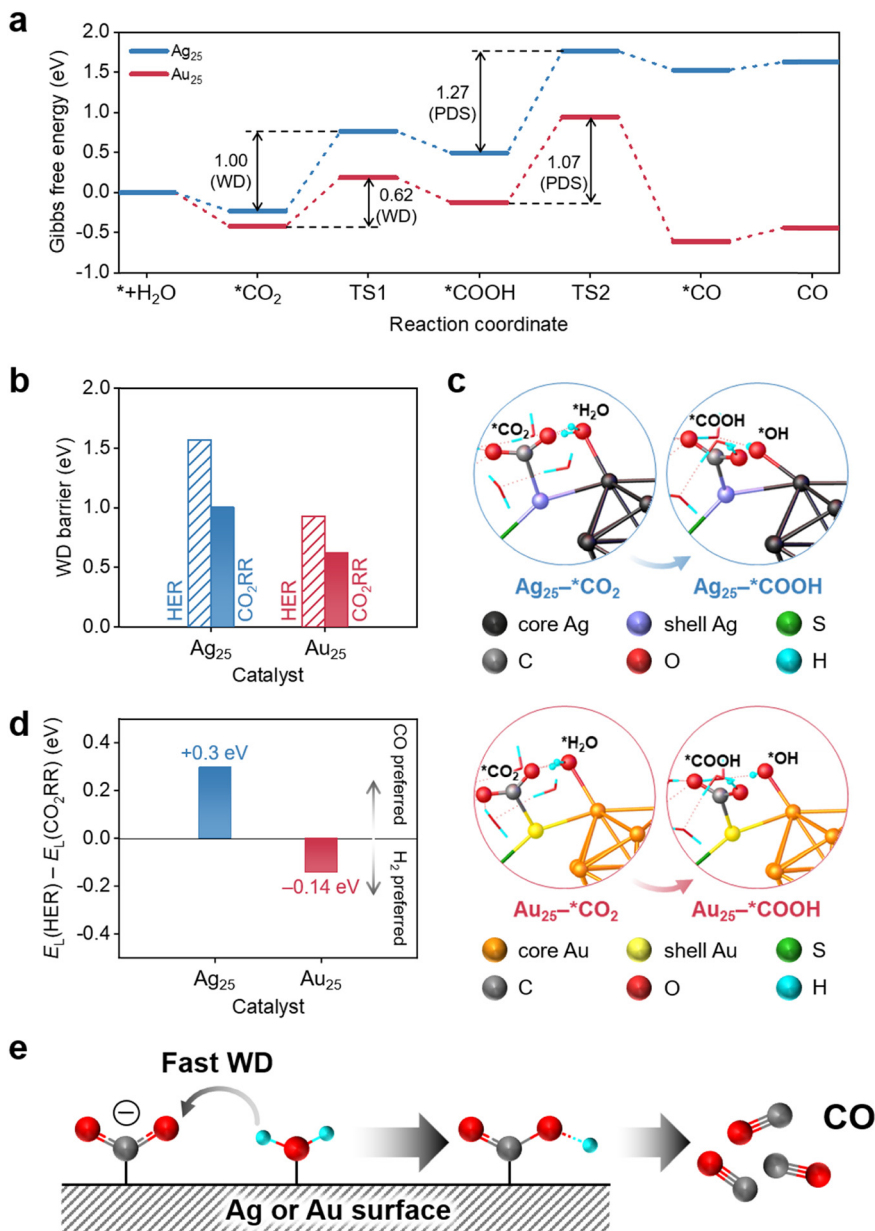 a
2.0
1.5
1.0
0.5
0.0
-0.5
-1.0
Gibbs free energy (eV)
Ag25
Au25
1.00
(WD)
0.62
(WD)
1.27
(PDS)
1.07
(PDS)
*+H2O
*CO2
TS1
*COOH
TS2
*CO
CO
Reaction coordinate
b
2.0
1.5
1.0
0.5
0.0
WD barrier (eV)
HER
CO2RR
HER
CO2RR
Ag25
Au25
Catalyst
c
*CO2
*H2O
*COOH
*OH
Ag25–*CO2
Ag25–*COOH
core Ag
shell Ag
S
C
O
H
d
0.4
0.2
0.0
-0.2
-0.4
EL(HER) – EL(CO2RR) (eV)
+0.3 eV
–0.14 eV
CO preferred
H2 preferred
Ag25
Au25
Catalyst
*CO2
*H2O
*COOH
*OH
Au25–*CO2
Au25–*COOH
core Au
shell Au
S
C
O
H
e
Fast WD
Ag or Au surface
CO